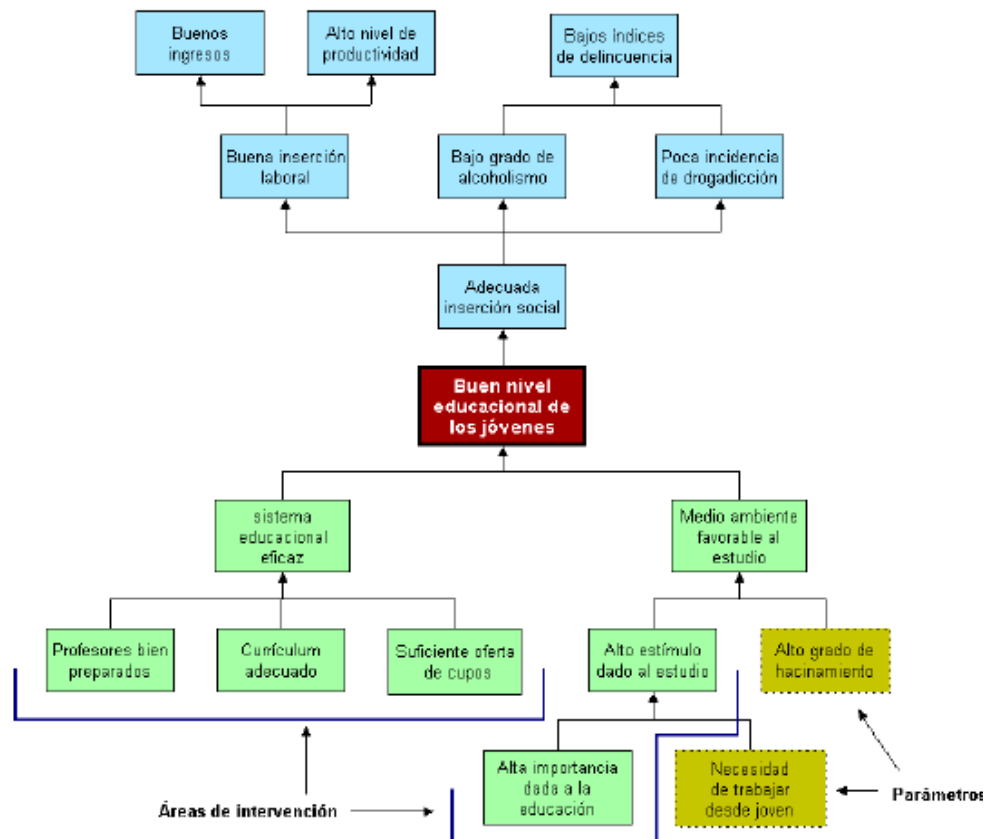 Buenos
ingresos
Alto nivel de
productividad
Bajos índices
de delincuencia
Buena inserción
laboral
Bajo grado de
alcoholismo
Poca incidencia
de drogadicción
Adecuada
inserción social
Buen nivel
educacional de
los jóvenes
sistema
educacional
eficaz
Medio ambiente
favorable al
estudio
Profesores bien
preparados
Currículum
adecuado
Suficiente oferta
de cupos
Alto estímulo
dado al estudio
Alto grado de
hacinamiento
Alta importancia
dada a la
educación
Necesidad
de trabajar
desde joven
Áreas de intervención
Parámetros